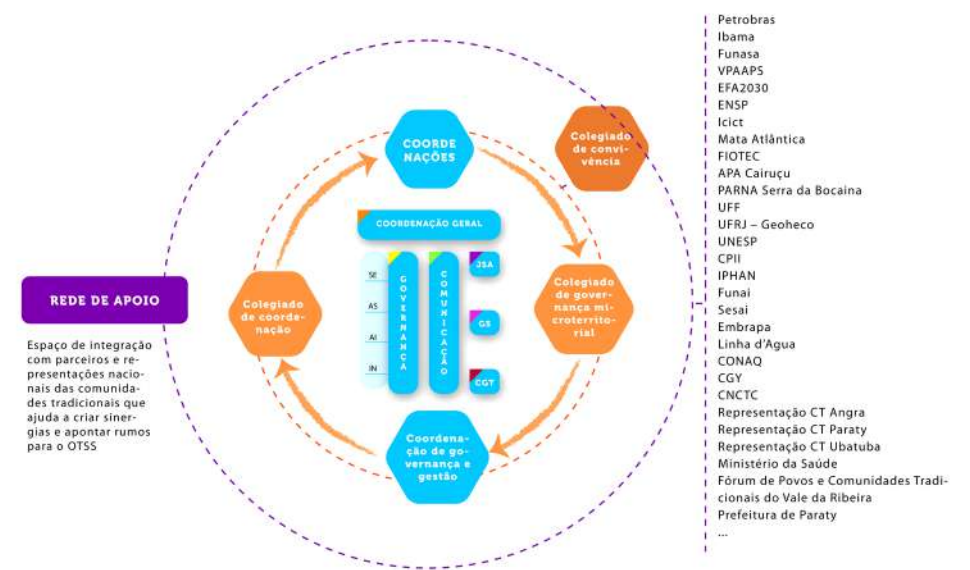 REDE DE APOIO
Espaço de integração
com parceiros e re-
presentações nacio-
nais das comunida-
des tradicionais que
ajuda a criar siner-
gias e apontar rumos
para o OTSS
COORDE
NAÇÕES
Colegiado
de convi-
vência
COORDENAÇÃO GERAL
SE
AS
AI
IN
GOVERNANÇA
COMUNICAÇÃO
JSA
GS
CGT
Colegiado
de coorde-
nação
Colegiado
de gover-
nança mi-
croterrito-
rial
Coordena-
ção de go-
vernança e
gestão
Petrobras
Ibama
Funasa
VPAAPS
EFA2030
ENSP
Icict
Mata Atlântica
FIOTEC
APA Cairuçu
PARNA Serra da Bocaina
UFF
UFRJ – Geoheco
UNESP
CPII
IPHAN
Funai
Sesai
Embrapa
Linha d’Agua
CONAQ
CGY
CNCTC
Representação CT Angra
Representação CT Paraty
Representação CT Ubatuba
Ministério da Saúde
Fórum de Povos e Comunidades Tradi-
cionais do Vale da Ribeira
Prefeitura de Paraty
...